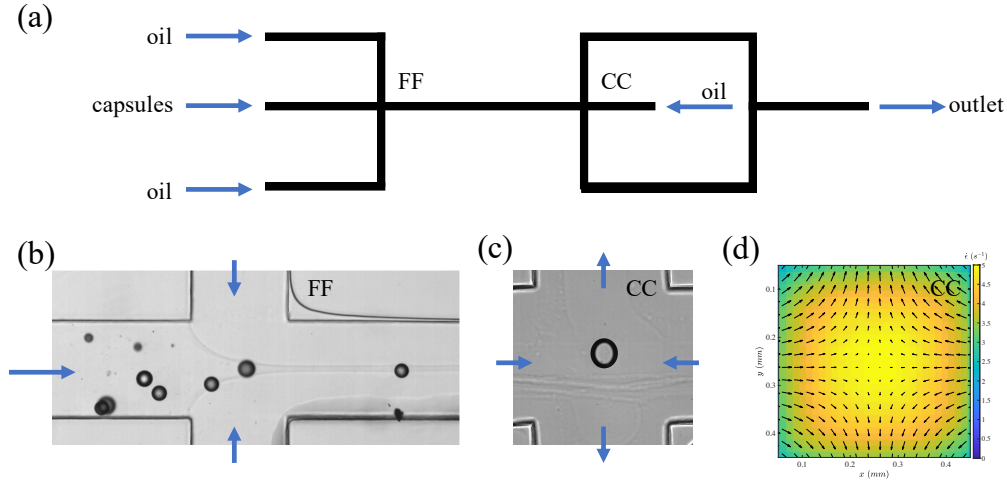 (a)
oil
capsules
oil
FF
CC
oil
outlet
(b)
FF
(c)
CC
(d)
ė (s⁻¹)
CC
5
4.5
4
3.5
3
2.5
2
1.5
1
0.5
0
0.1
0.2
0.3
0.4
y (mm)
0.1 0.2 0.3 0.4
x (mm)